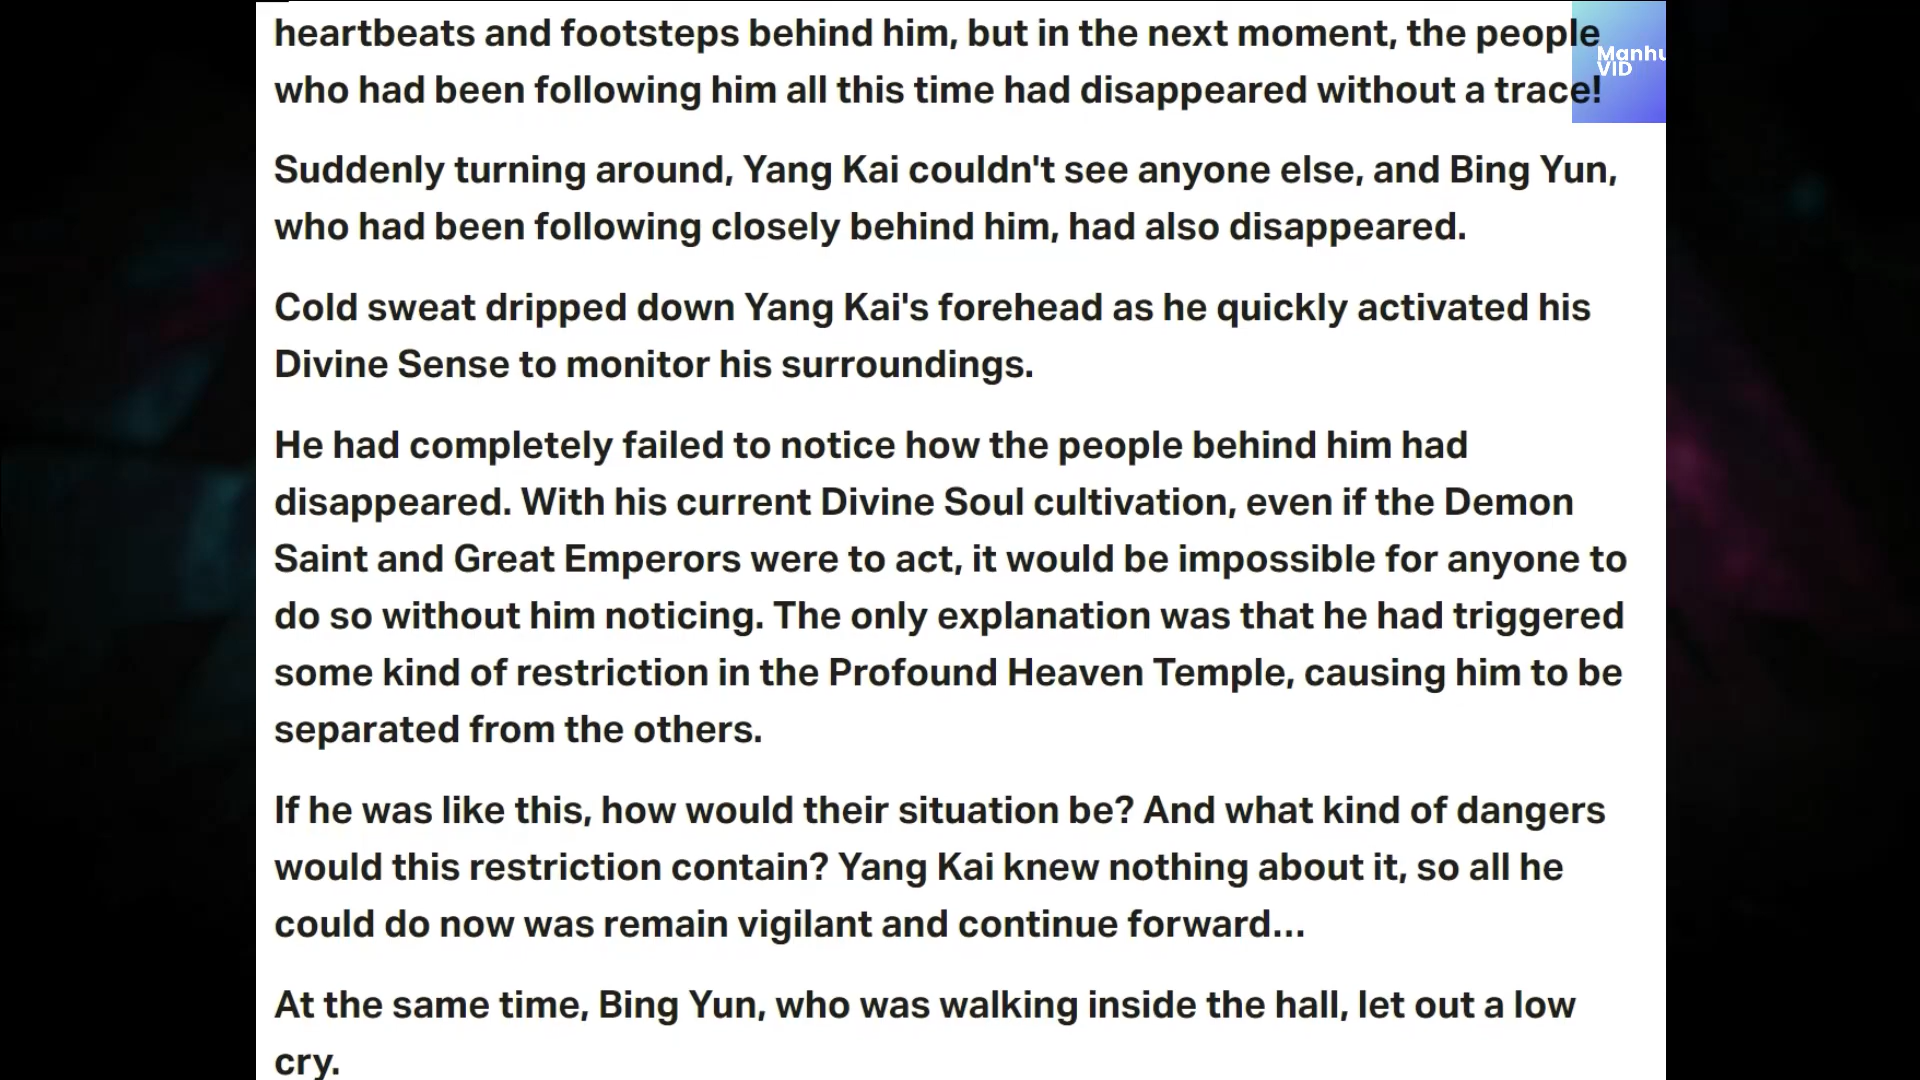 heartbeats and footsteps behind him, but in the next moment, the people
who had been following him all this time had disappeared without a trace!
Manhu
VID
Suddenly turning around, Yang Kai couldn't see anyone else, and Bing Yun,
who had been following closely behind him, had also disappeared.
Cold sweat dripped down Yang Kai's forehead as he quickly activated his
Divine Sense to monitor his surroundings.
He had completely failed to notice how the people behind him had
disappeared. With his current Divine Soul cultivation, even if the Demon
Saint and Great Emperors were to act, it would be impossible for anyone to
do so without him noticing. The only explanation was that he had triggered
some kind of restriction in the Profound Heaven Temple, causing him to be
separated from the others.
If he was like this, how would their situation be? And what kind of dangers
would this restriction contain? Yang Kai knew nothing about it, so all he
could do now was remain vigilant and continue forward...
At the same time, Bing Yun, who was walking inside the hall, let out a low
cry.